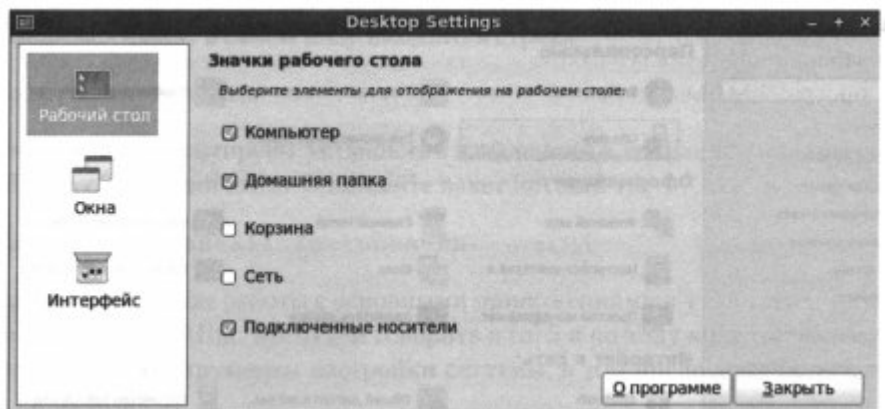 Desktop Settings
Рабочий стол
Окна
Интерфейс
Значки рабочего стола
Выберите элементы для отображения на рабочем столе:
Компьютер
Домашняя папка
Корзина
Сеть
Подключенные носители
О программе
Закрыть